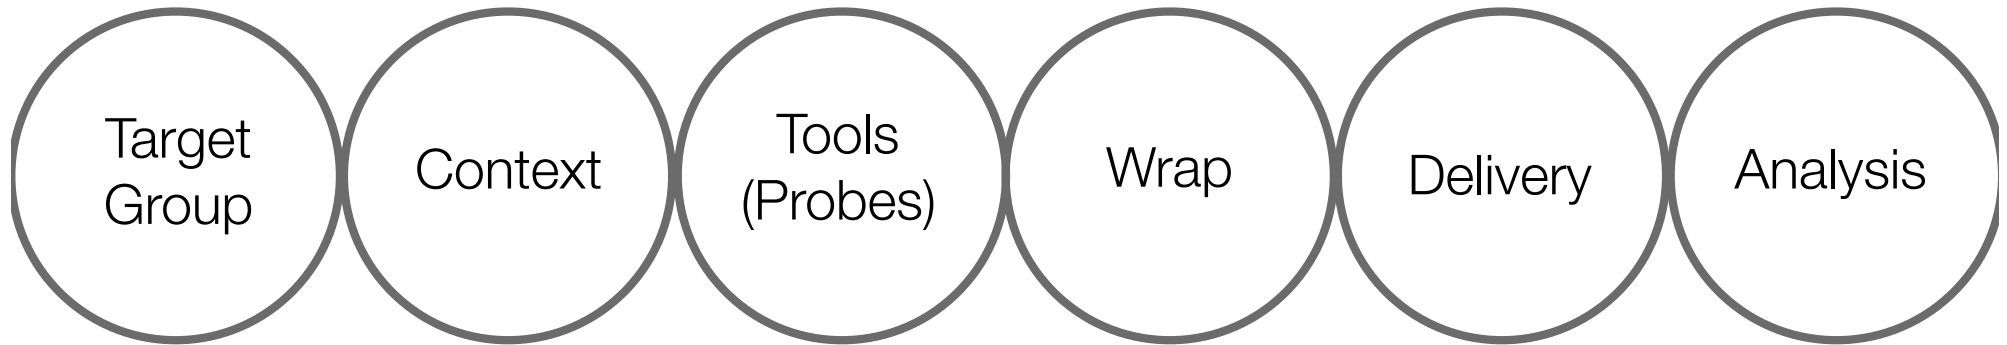 Target
Group
Context
Tools
(Probes)
Wrap
Delivery
Analysis